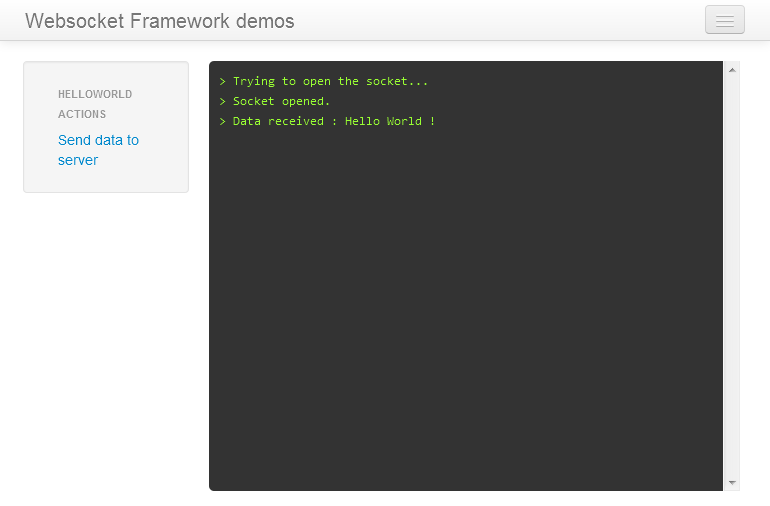 Websocket Framework demos
HELLOWORLD
ACTIONS
Send data to
server
> Trying to open the socket...
> Socket opened.
> Data received : Hello World !